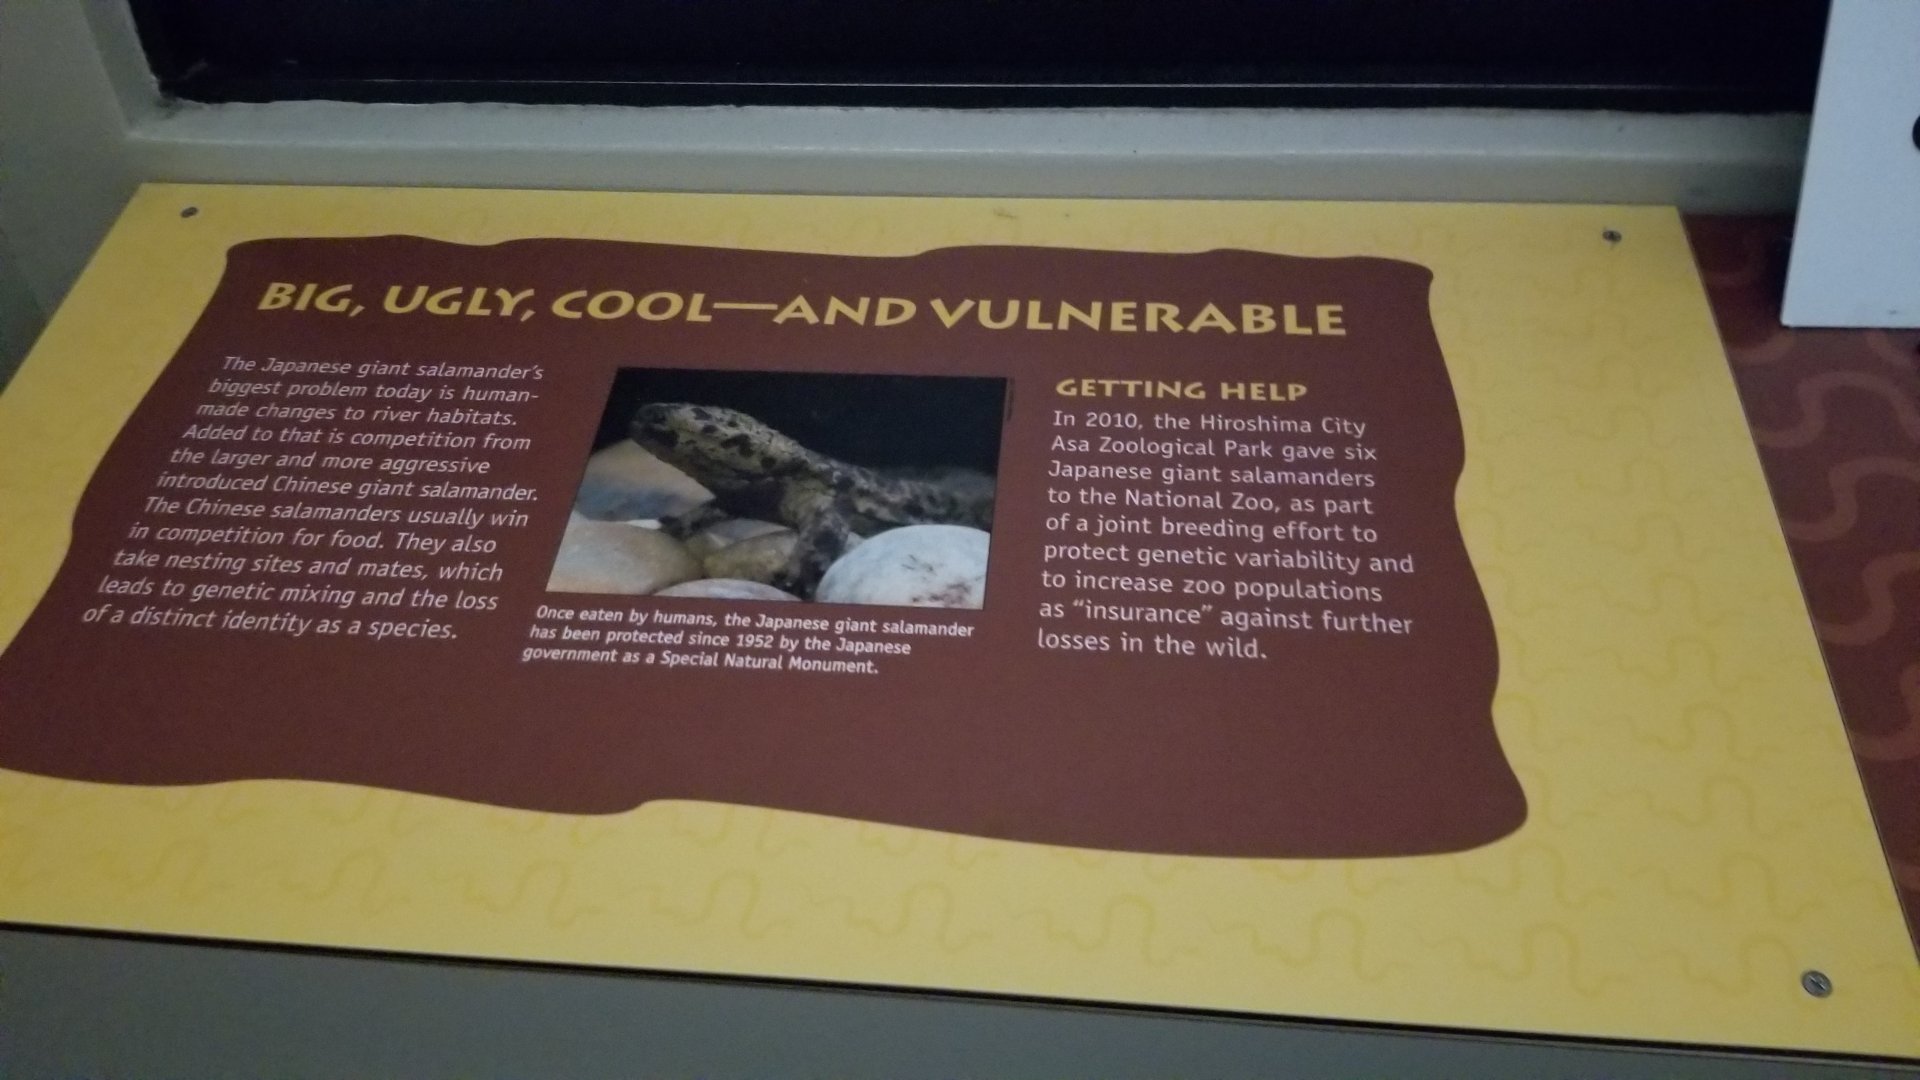 BIG, UGLY, COOL—AND VULNERABLE
The Japanese giant salamander's
biggest problem today is human-
made changes to river habitats.
Added to that is competition from
the larger and more aggressive
introduced Chinese giant salamander.
The Chinese salamanders usually win
in competition for food. They also
take nesting sites and mates, which
leads to genetic mixing and the loss
of a distinct identity as a species.
Once eaten by humans, the Japanese giant salamander
has been protected since 1952 by the Japanese
government as a Special Natural Monument.
GETTING HELP
In 2010, the Hiroshima City
Asa Zoological Park gave six
Japanese giant salamanders
to the National Zoo, as part
of a joint breeding effort to
protect genetic variability and
to increase zoo populations
as "insurance" against further
losses in the wild.